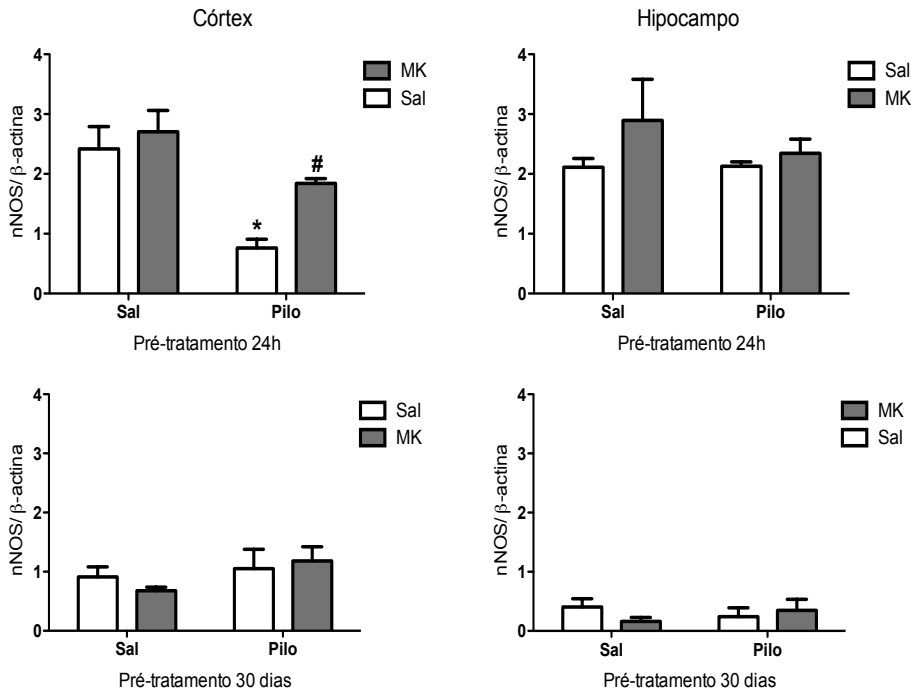 Córtex
nNOS/ β-actina
4
3
2
1
0
*
#
Sal
Pilo
Pré-tratamento 24h
MK
Sal
Hipocampo
nNOS/ β-actina
4
3
2
1
0
Sal
Pilo
Pré-tratamento 24h
Sal
MK
nNOS/ β-actina
4
3
2
1
0
Sal
Pilo
Pré-tratamento 30 dias
Sal
MK
nNOS/ β-actina
4
3
2
1
0
Sal
Pilo
Pré-tratamento 30 dias
MK
Sal